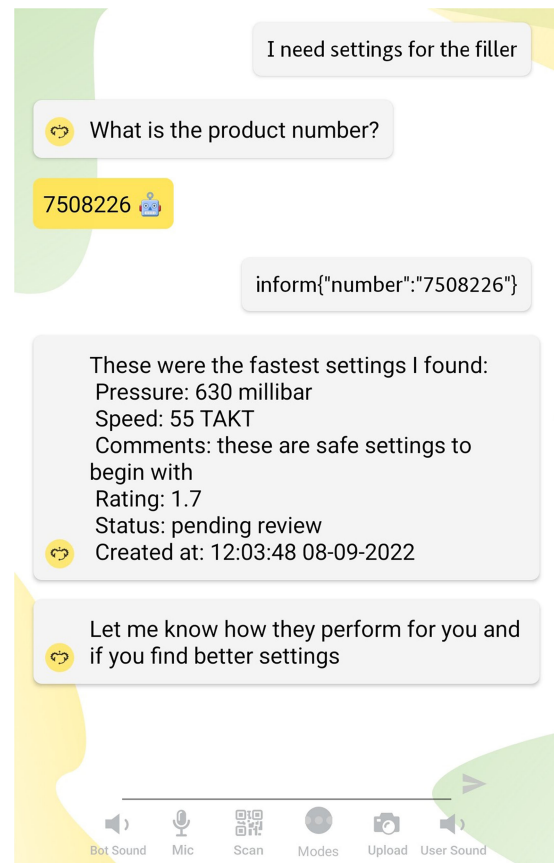 I need settings for the filler
What is the product number?
7508226 🤖
inform{"number":"7508226"}
These were the fastest settings I found:
Pressure: 630 millibar
Speed: 55 TAKT
Comments: these are safe settings to
begin with
Rating: 1.7
Status: pending review
Created at: 12:03:48 08-09-2022
Let me know how they perform for you and
if you find better settings
Bot Sound Mic Scan Modes Upload User Sound